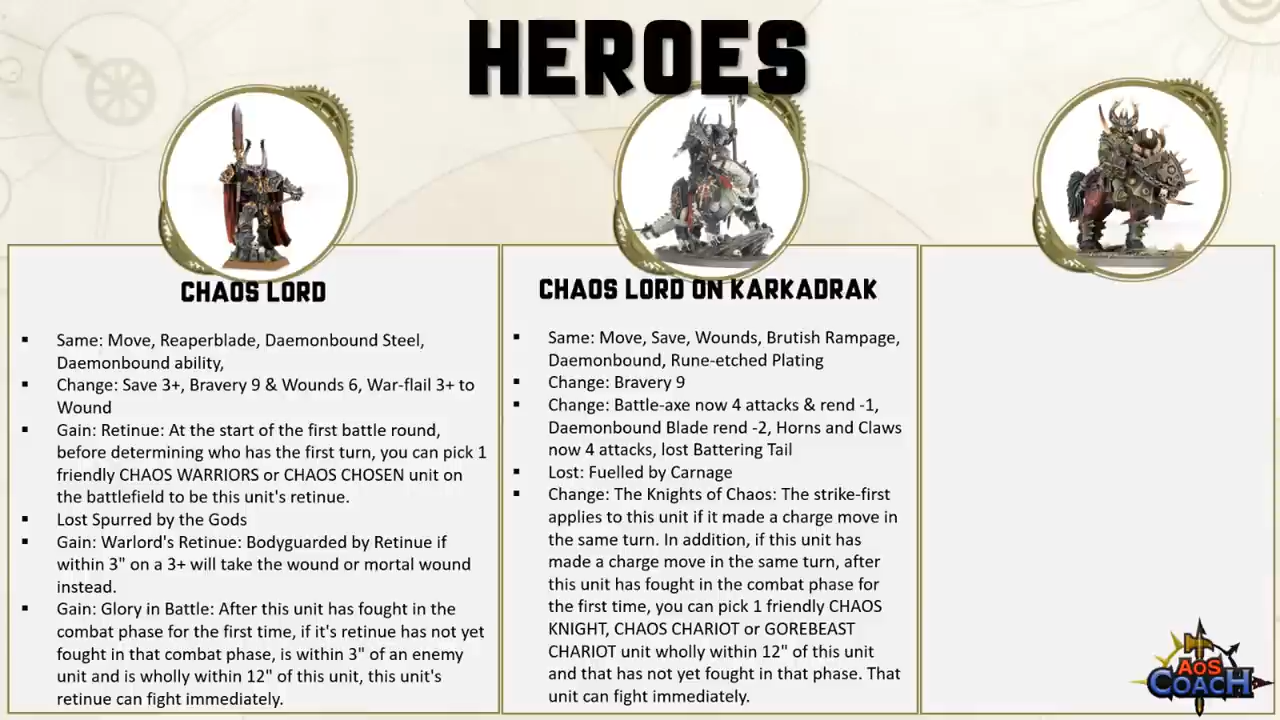 HEROES
CHAOS LORD
▪ Same: Move, Reaperblade, Daemonbound Steel,
Daemonbound ability,
▪ Change: Save 3+, Bravery 9 & Wounds 6, War-flail 3+ to
Wound
▪ Gain: Retinue: At the start of the first battle round,
before determining who has the first turn, you can pick 1
friendly CHAOS WARRIORS or CHAOS CHOSEN unit on
the battlefield to be this unit's retinue.
▪ Lost Spurred by the Gods
▪ Gain: Warlord's Retinue: Bodyguarded by Retinue if
within 3" on a 3+ will take the wound or mortal wound
instead.
▪ Gain: Glory in Battle: After this unit has fought in the
combat phase for the first time, if it's retinue has not yet
fought in that combat phase, is within 3" of an enemy
unit and is wholly within 12" of this unit, this unit's
retinue can fight immediately.
CHAOS LORD ON KARKADRAK
▪ Same: Move, Save, Wounds, Brutish Rampage,
Daemonbound, Rune-etched Plating
▪ Change: Bravery 9
▪ Change: Battle-axe now 4 attacks & rend -1,
Daemonbound Blade rend -2, Horns and Claws
now 4 attacks, lost Battering Tail
▪ Lost: Fuelled by Carnage
▪ Change: The Knights of Chaos: The strike-first
applies to this unit if it made a charge move in
the same turn. In addition, if this unit has
made a charge move in the same turn, after
this unit has fought in the combat phase for
the first time, you can pick 1 friendly CHAOS
KNIGHT, CHAOS CHARIOT or GOREBEAST
CHARIOT unit wholly within 12" of this unit
and that has not yet fought in that phase. That
unit can fight immediately.
AoS
COACH